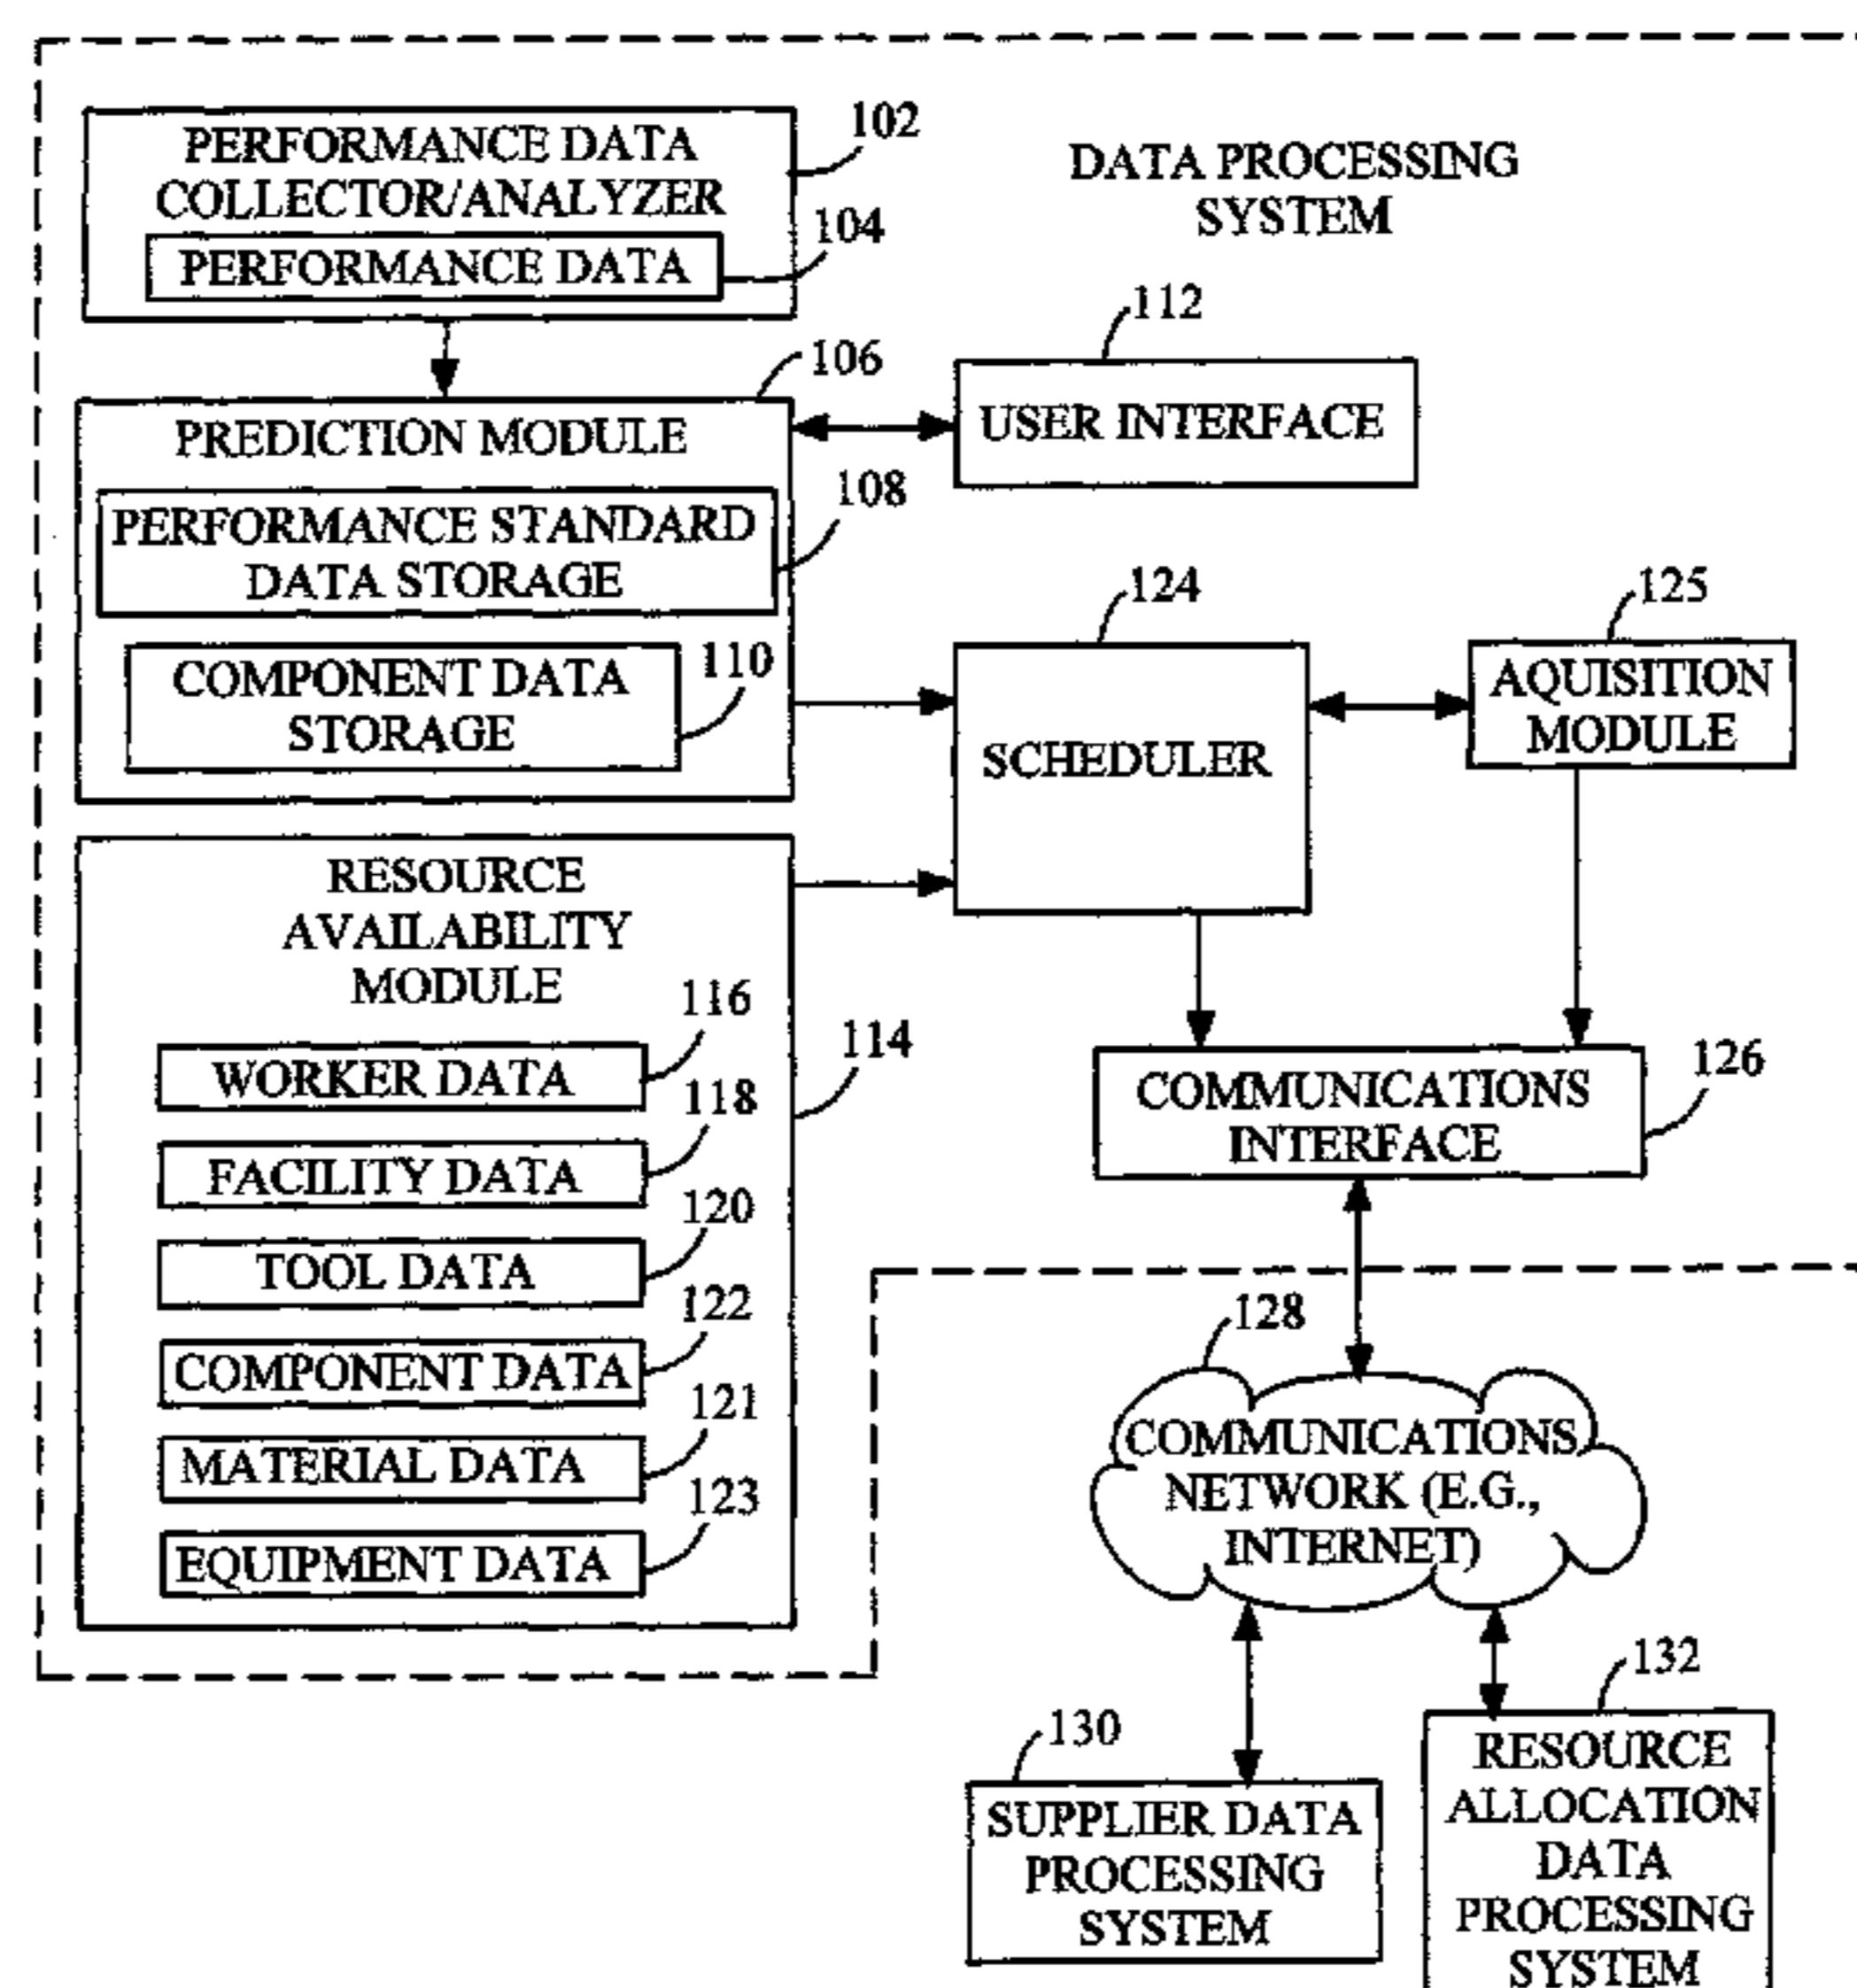 102
PERFORMANCE DATA
COLLECTOR/ANALYZER
104
PERFORMANCE DATA
DATA PROCESSING
SYSTEM
106
PREDICTION MODULE
112
USER INTERFACE
108
PERFORMANCE STANDARD
DATA STORAGE
110
COMPONENT DATA
STORAGE
124
SCHEDULER
125
AQUISITION
MODULE
RESOURCE
AVAILABILITY
MODULE
114
116
WORKER DATA
118
FACILITY DATA
120
TOOL DATA
122
COMPONENT DATA
121
MATERIAL DATA
123
EQUIPMENT DATA
126
COMMUNICATIONS
INTERFACE
128
COMMUNICATIONS
NETWORK (E.G.,
INTERNET)
130
SUPPLIER DATA
PROCESSING
SYSTEM
132
RESOURCE
ALLOCATION
DATA
PROCESSING
SYSTEM